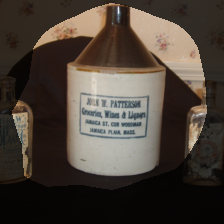 JOHN W. PATTERSON
Groceries, Wines & Liquors
JAMAICA ST. COR WOODMAN
JAMAICA PLAIN, MASS.